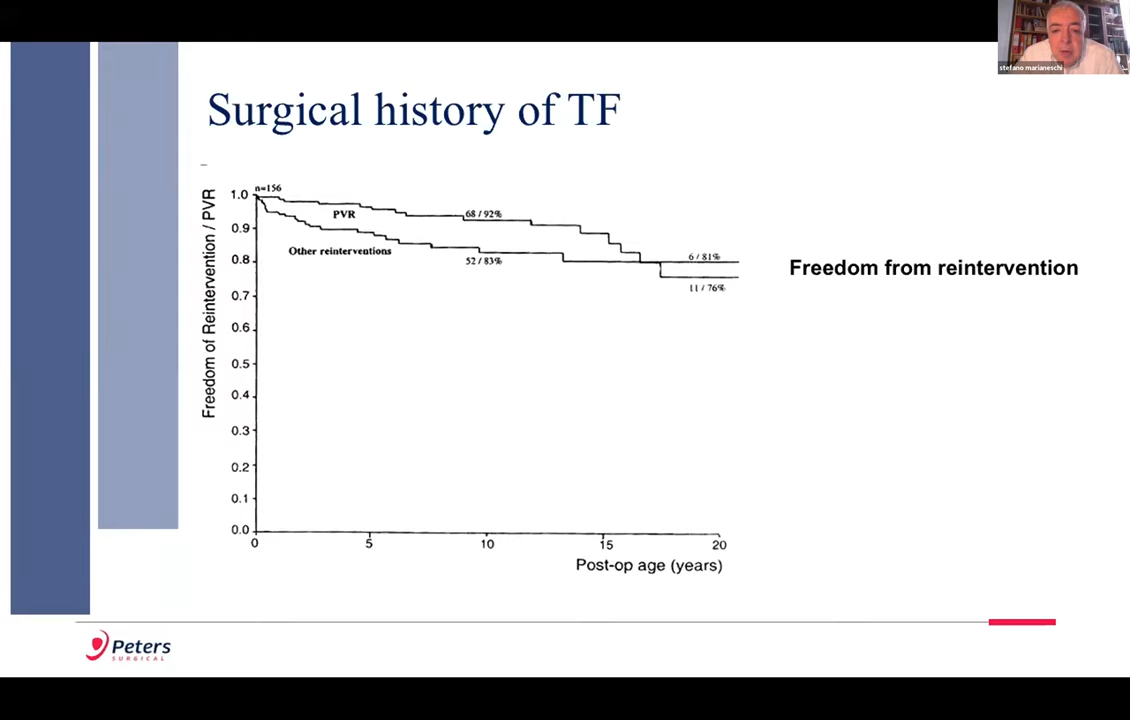 stefano marianeschi
Surgical history of TF
n=156
1.0
0.9
0.8
0.7
0.6
0.5
0.4
0.3
0.2
0.1
0.0
Freedom of Reintervention / PVR
PVR
68 / 92%
Other reinterventions
52 / 83%
6 / 81%
11 / 76%
Freedom from reintervention
0 5 10 15 20
Post-op age (years)
Peters
SURGICAL